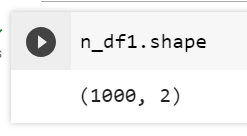 n_df1.shape
(1000, 2)